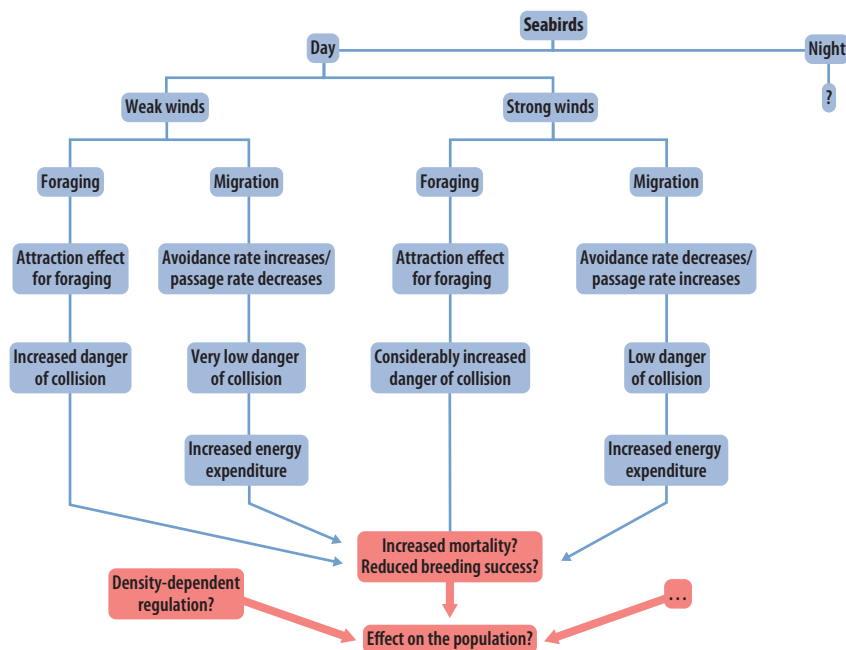 Seabirds
Day
Night
?
Weak winds
Strong winds
Foraging
Migration
Foraging
Migration
Attraction effect
for foraging
Avoidance rate increases/
passage rate decreases
Attraction effect
for foraging
Avoidance rate decreases/
passage rate increases
Increased danger
of collision
Very low danger
of collision
Considerably increased
danger of collision
Low danger
of collision
Increased energy
expenditure
Increased energy
expenditure
Increased mortality?
Reduced breeding success?
Density-dependent
regulation?
...
Effect on the population?